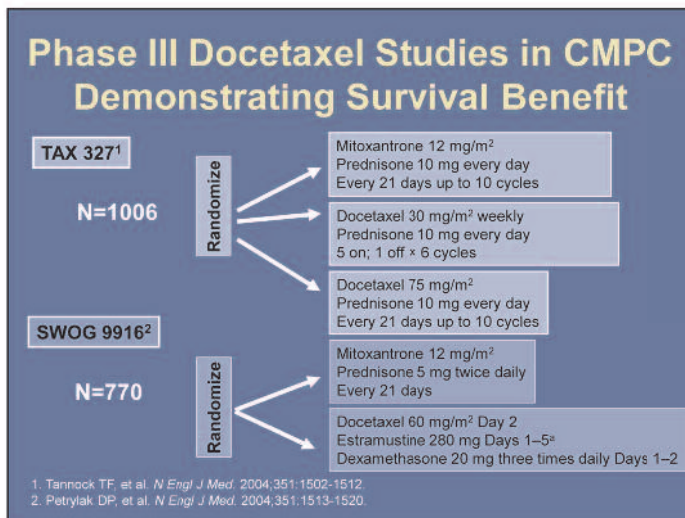 Phase III Docetaxel Studies in CMPC
Demonstrating Survival Benefit
TAX 327¹
N=1006
Randomize
Mitoxantrone 12 mg/m²
Prednisone 10 mg every day
Every 21 days up to 10 cycles
Docetaxel 30 mg/m² weekly
Prednisone 10 mg every day
5 on; 1 off × 6 cycles
Docetaxel 75 mg/m²
Prednisone 10 mg every day
Every 21 days up to 10 cycles
SWOG 9916²
N=770
Randomize
Mitoxantrone 12 mg/m²
Prednisone 5 mg twice daily
Every 21 days
Docetaxel 60 mg/m² Day 2
Estramustine 280 mg Days 1–5ª
Dexamethasone 20 mg three times daily Days 1–2
1. Tannock TF, et al. N Engl J Med. 2004;351:1502-1512.
2. Petrylak DP, et al. N Engl J Med. 2004;351:1513-1520.